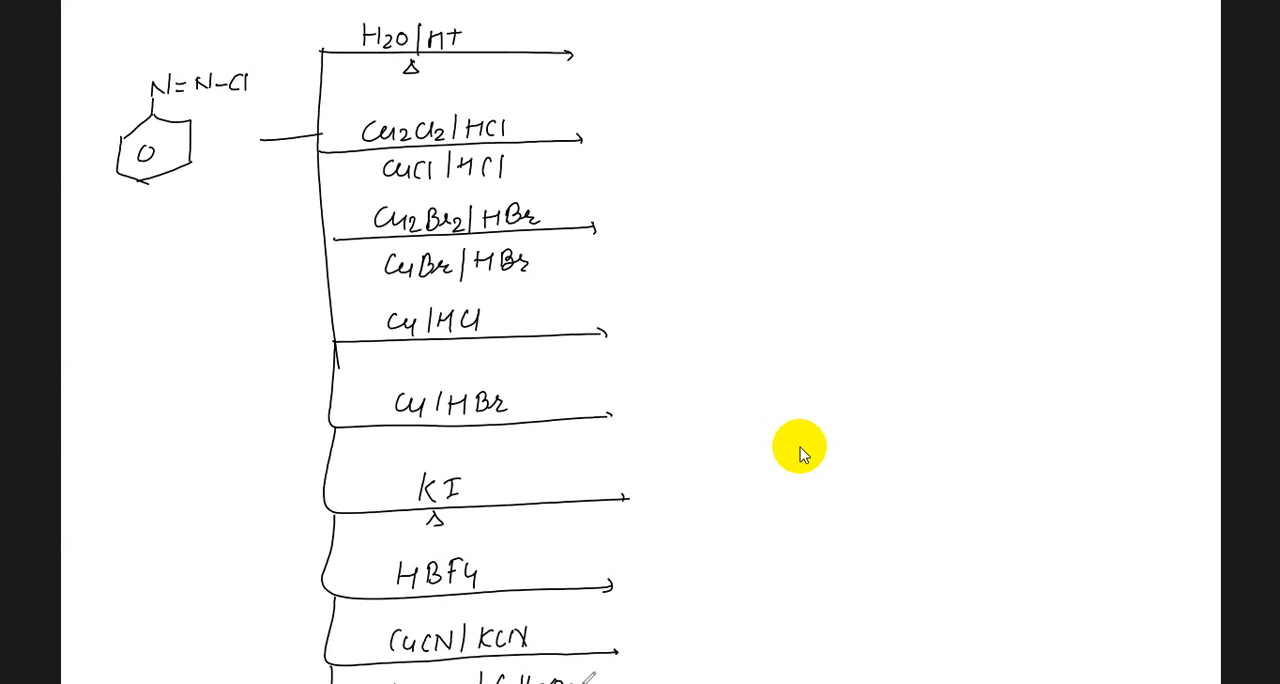 H2O/H+
Δ
N=N-Cl
Cu2Cl2/HCl
CuCl/HCl
Cu2Br2/HBr
CuBr/HBr
Cu/HCl
Cu/HBr
KI
Δ
HBF4
CuCN/KCN